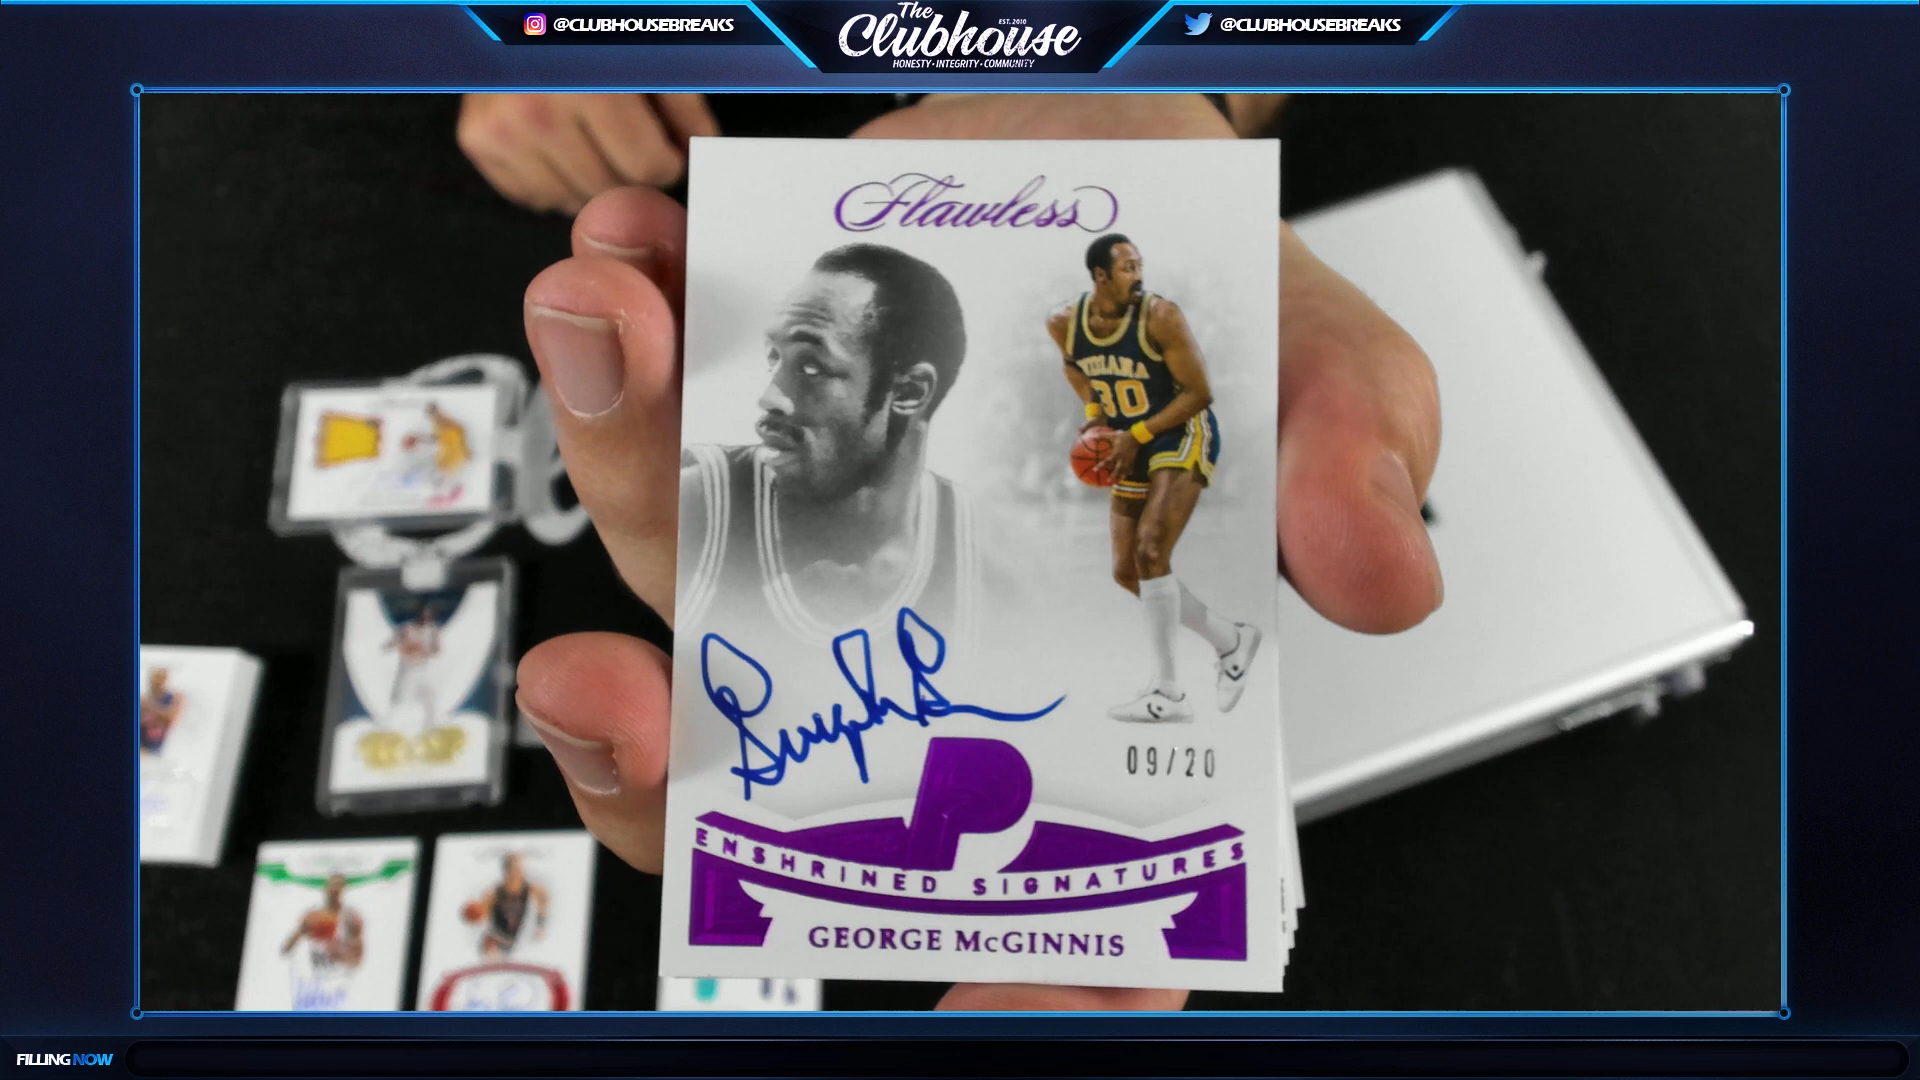 @CLUBHOUSEBREAKS
The
Clubhouse
EST. 2010
HONESTY • INTEGRITY • COMMUNITY
@CLUBHOUSEBREAKS
Flawless
INDIANA
30
09/20
P
ENSHRINED SIGNATURES
GEORGE McGINNIS
FILLING NOW